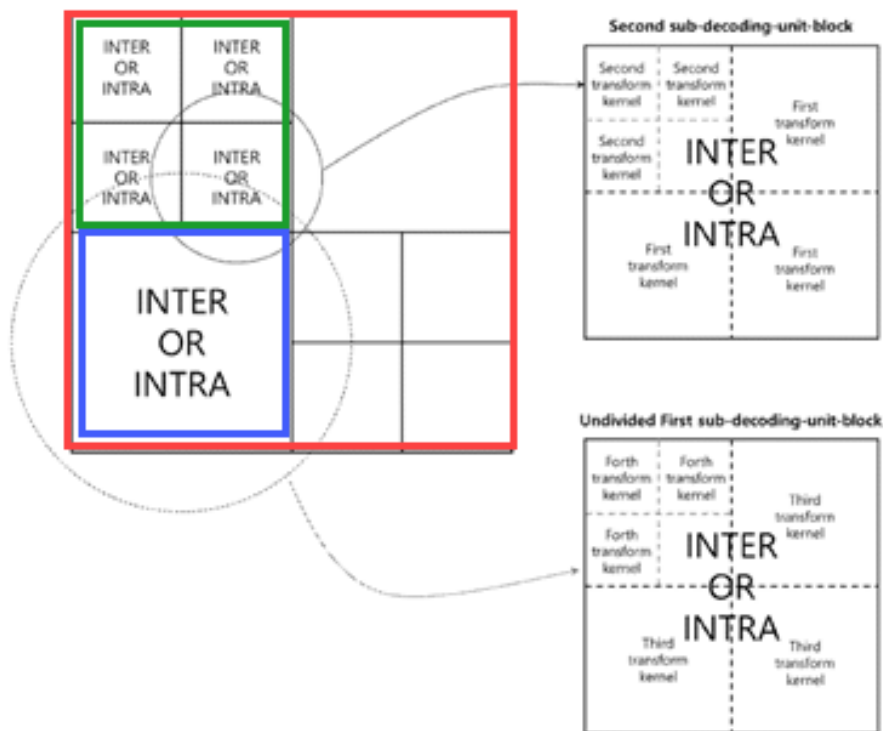 INTER
OR
INTRA
INTER
OR
INTRA
INTER
OR
INTRA
INTER
OR
INTRA
INTER
OR
INTRA
Second sub-decoding-unit-block
Second
transform
kernel
Second
transform
kernel
First
transform
kernel
Second
transform
kernel
INTER
OR
INTRA
First
transform
kernel
First
transform
kernel
Undivided First sub-decoding-unit-block
Forth
transform
kernel
Forth
transform
kernel
Third
transform
kernel
Forth
transform
kernel
INTER
OR
INTRA
Third
transform
kernel
Third
transform
kernel